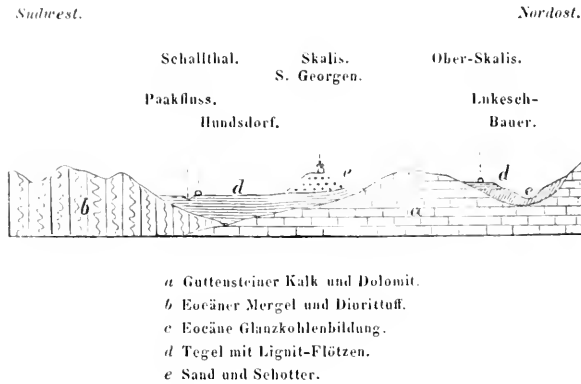 Südwest. Nordost.
Schallthal. Skalis. Ober-Skalis.
S. Georgen.
Paakfluss. Lukesch-
Hundsdorf. Bauer.
e
d d
b a c
a Guttensteiner Kalk und Dolomit.
b Eocäner Mergel und Diorittuff.
c Eocäne Glanzkohlenbildung.
d Tegel mit Lignit-Flötzen.
e Sand und Schotter.